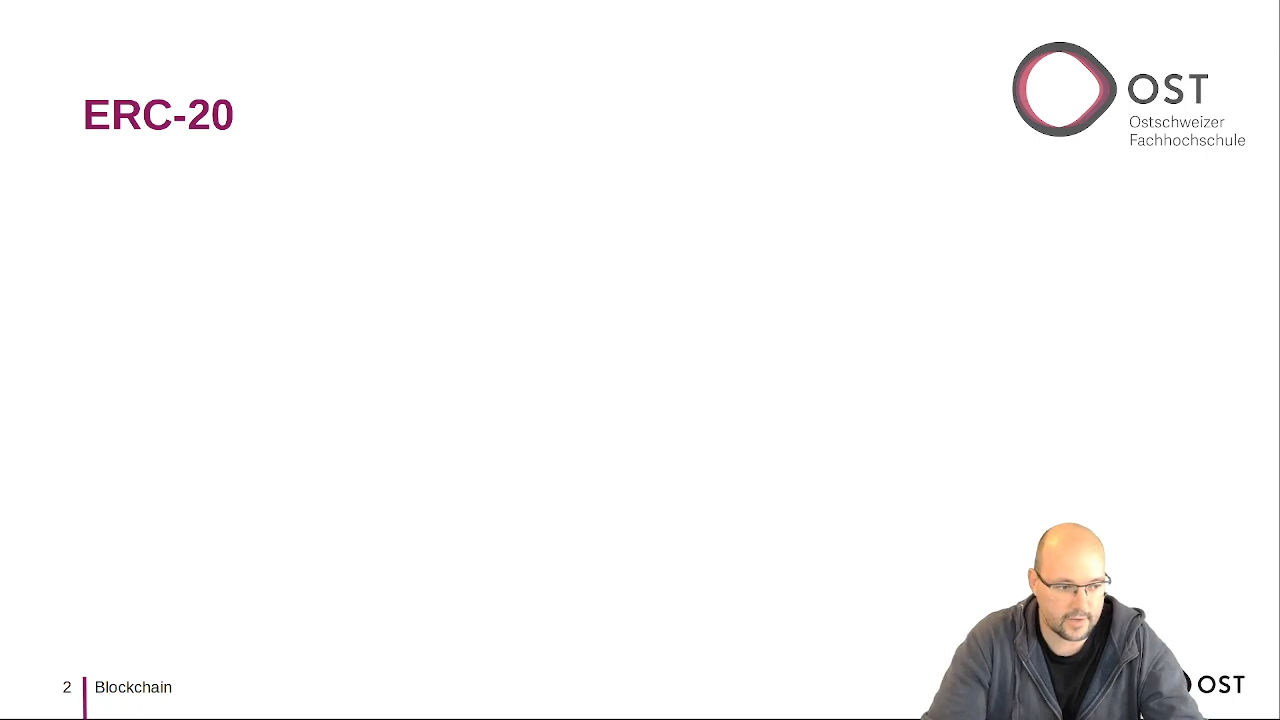 ERC-20
OST
Ostschweizer
Fachhochschule
2
Blockchain
OST